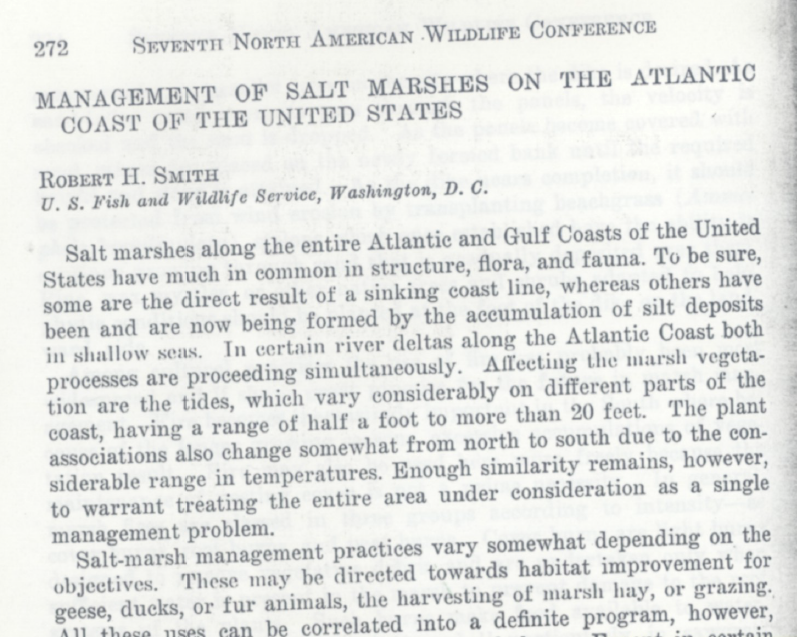 272 SEVENTH NORTH AMERICAN WILDLIFE CONFERENCE
MANAGEMENT OF SALT MARSHES ON THE ATLANTIC
COAST OF THE UNITED STATES
ROBERT H. SMITH
U. S. Fish and Wildlife Service, Washington, D. C.
Salt marshes along the entire Atlantic and Gulf Coasts of the United
States have much in common in structure, flora, and fauna. To be sure,
some are the direct result of a sinking coast line, whereas others have
been and are now being formed by the accumulation of silt deposits
in shallow seas. In certain river deltas along the Atlantic Coast both
processes are proceeding simultaneously. Affecting the marsh vegeta-
tion are the tides, which vary considerably on different parts of the
coast, having a range of half a foot to more than 20 feet. The plant
associations also change somewhat from north to south due to the con-
siderable range in temperatures. Enough similarity remains, however,
to warrant treating the entire area under consideration as a single
management problem.
Salt-marsh management practices vary somewhat depending on the
objectives. These may be directed towards habitat improvement for
geese, ducks, or fur animals, the harvesting of marsh hay, or grazing.
All these uses can be correlated into a definite program, however,